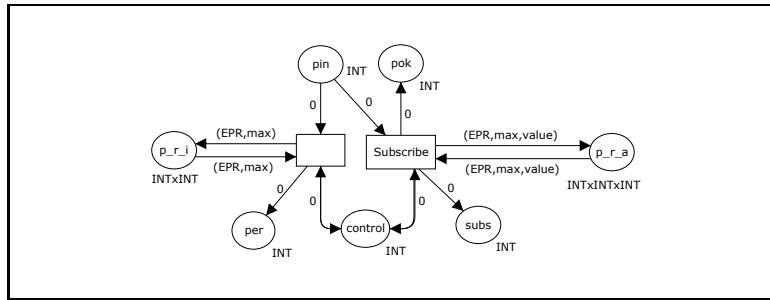 pin
INT
pok
INT
0
0
0
(EPR,max)
(EPR,max,value)
p_r_i
Subscribe
p_r_a
(EPR,max)
(EPR,max,value)
INTxINT
INTxINTxINT
0
0
0
0
per
control
subs
INT
INT
INT